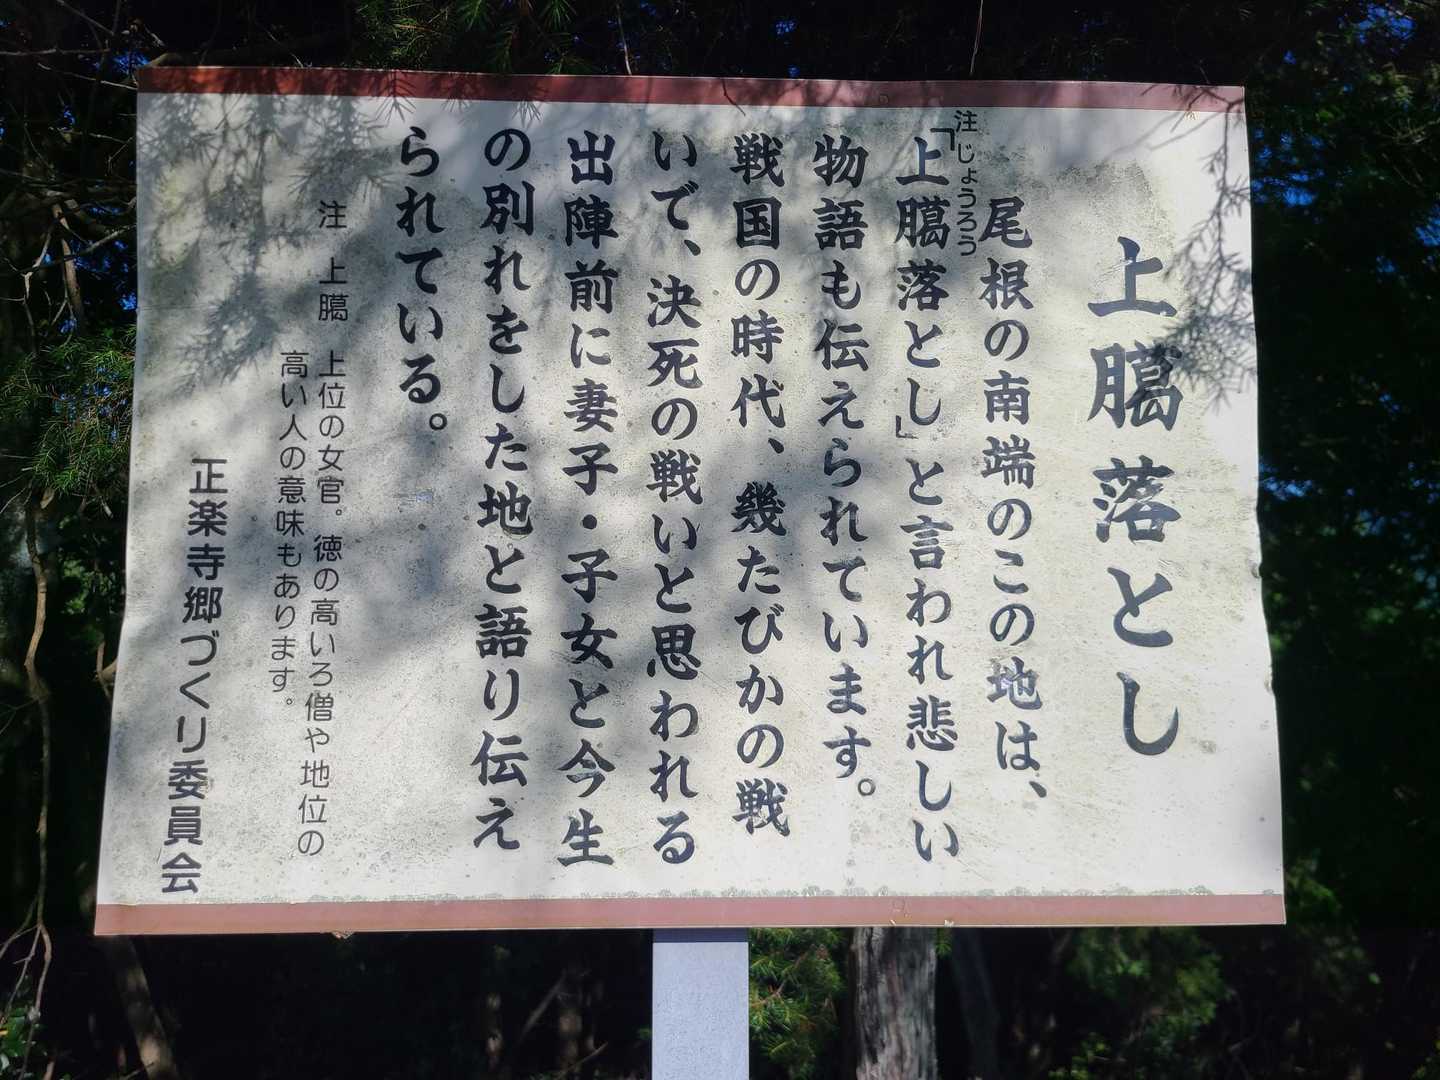 上臈落とし
尾根の南端のこの地は、
注じょうろう
「上臈落とし」と言われ悲しい
物語も伝えられています。
戦国の時代、幾たびかの戦
いで、決死の戦いと思われる
出陣前に妻子・子女と今生
の別れをした地と語り伝え
られている。
注 上臈 上位の女官。徳の高いろ僧や地位の
高い人の意味もあります。
正楽寺郷づくり委員会